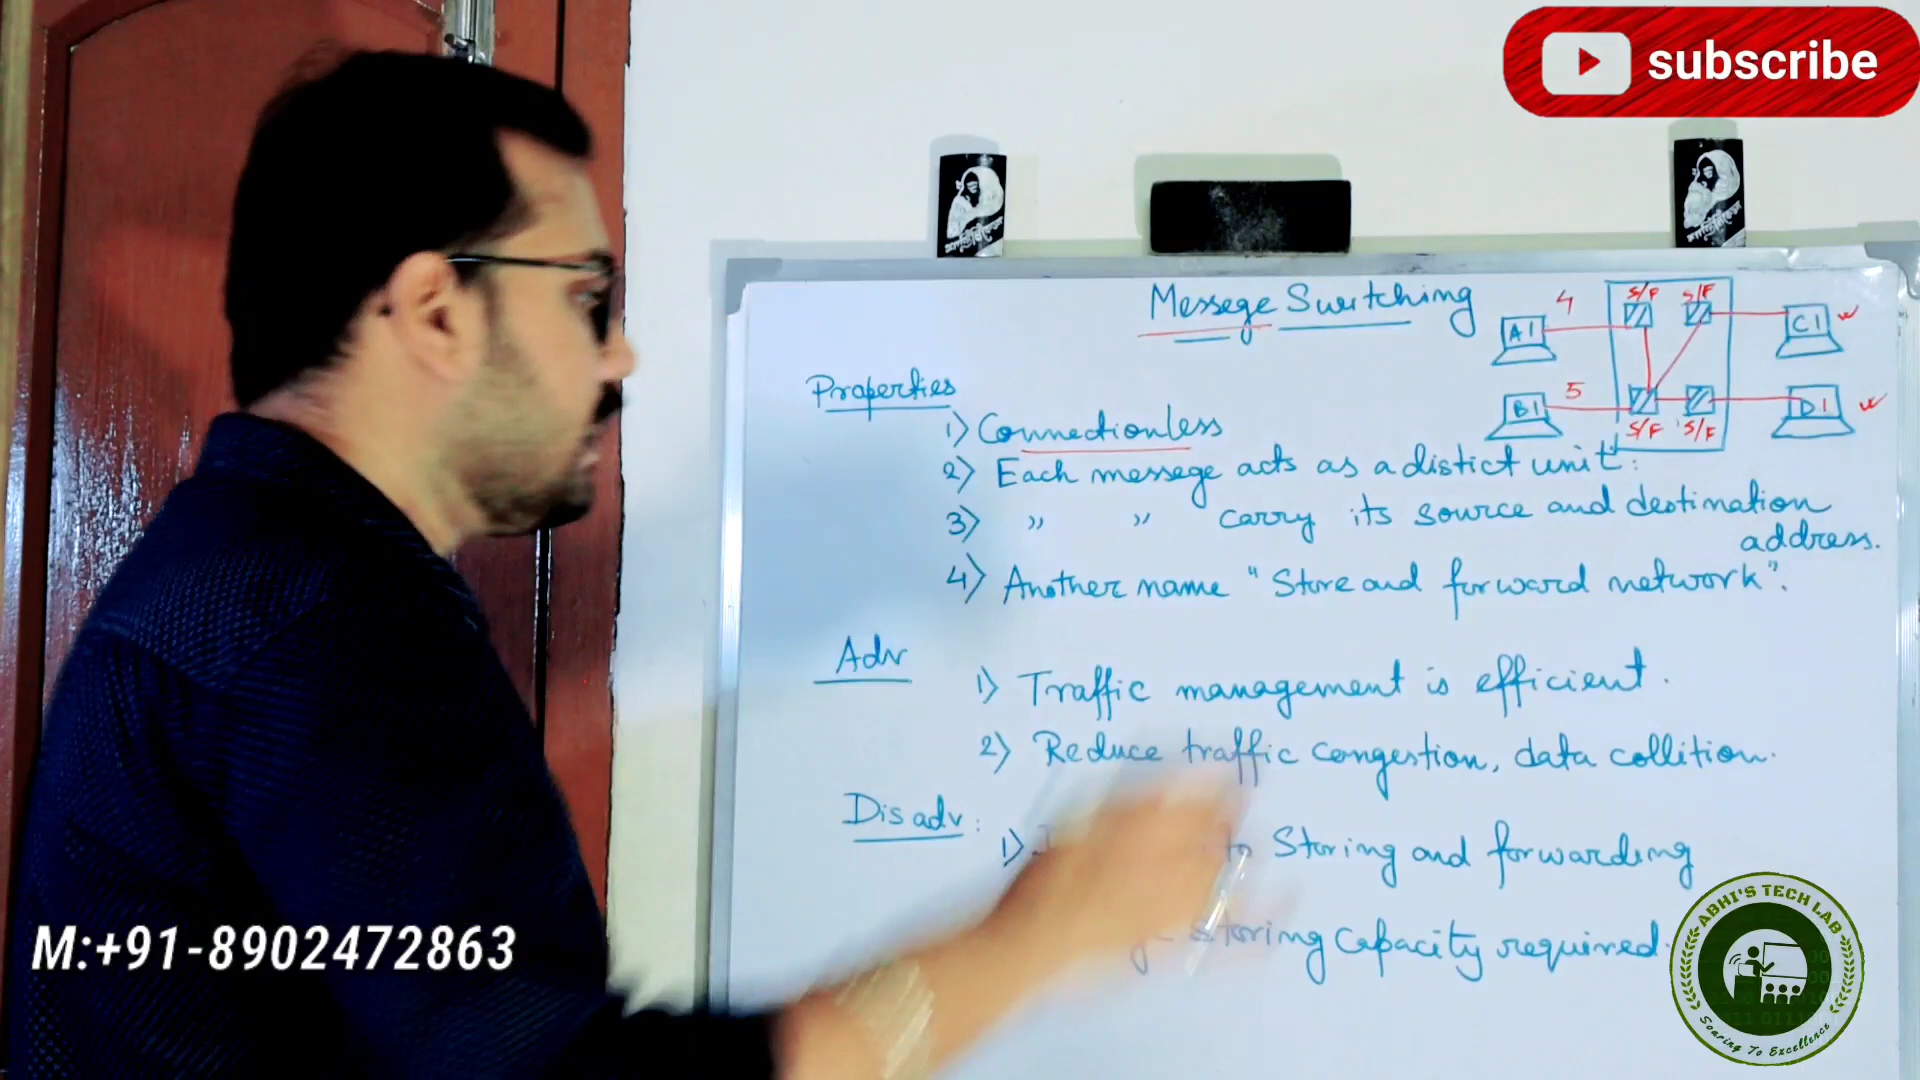 subscribe
Messege Switching
4
S/F S/F
A1
C1
5
B1
D1
S/F S/F
Properties
1) Connectionless
2) Each messege acts as a distict unit.
3) " " carry its source and destination
address.
4) Another name "Store and forward network".
Adv
1) Traffic management is efficient.
2) Reduce traffic congestion, data collition.
Disadv:
1) to Storing and forwarding
storing capacity required.
M:+91-8902472863
ABHI'S TECH LAB
Soaring To Excellence